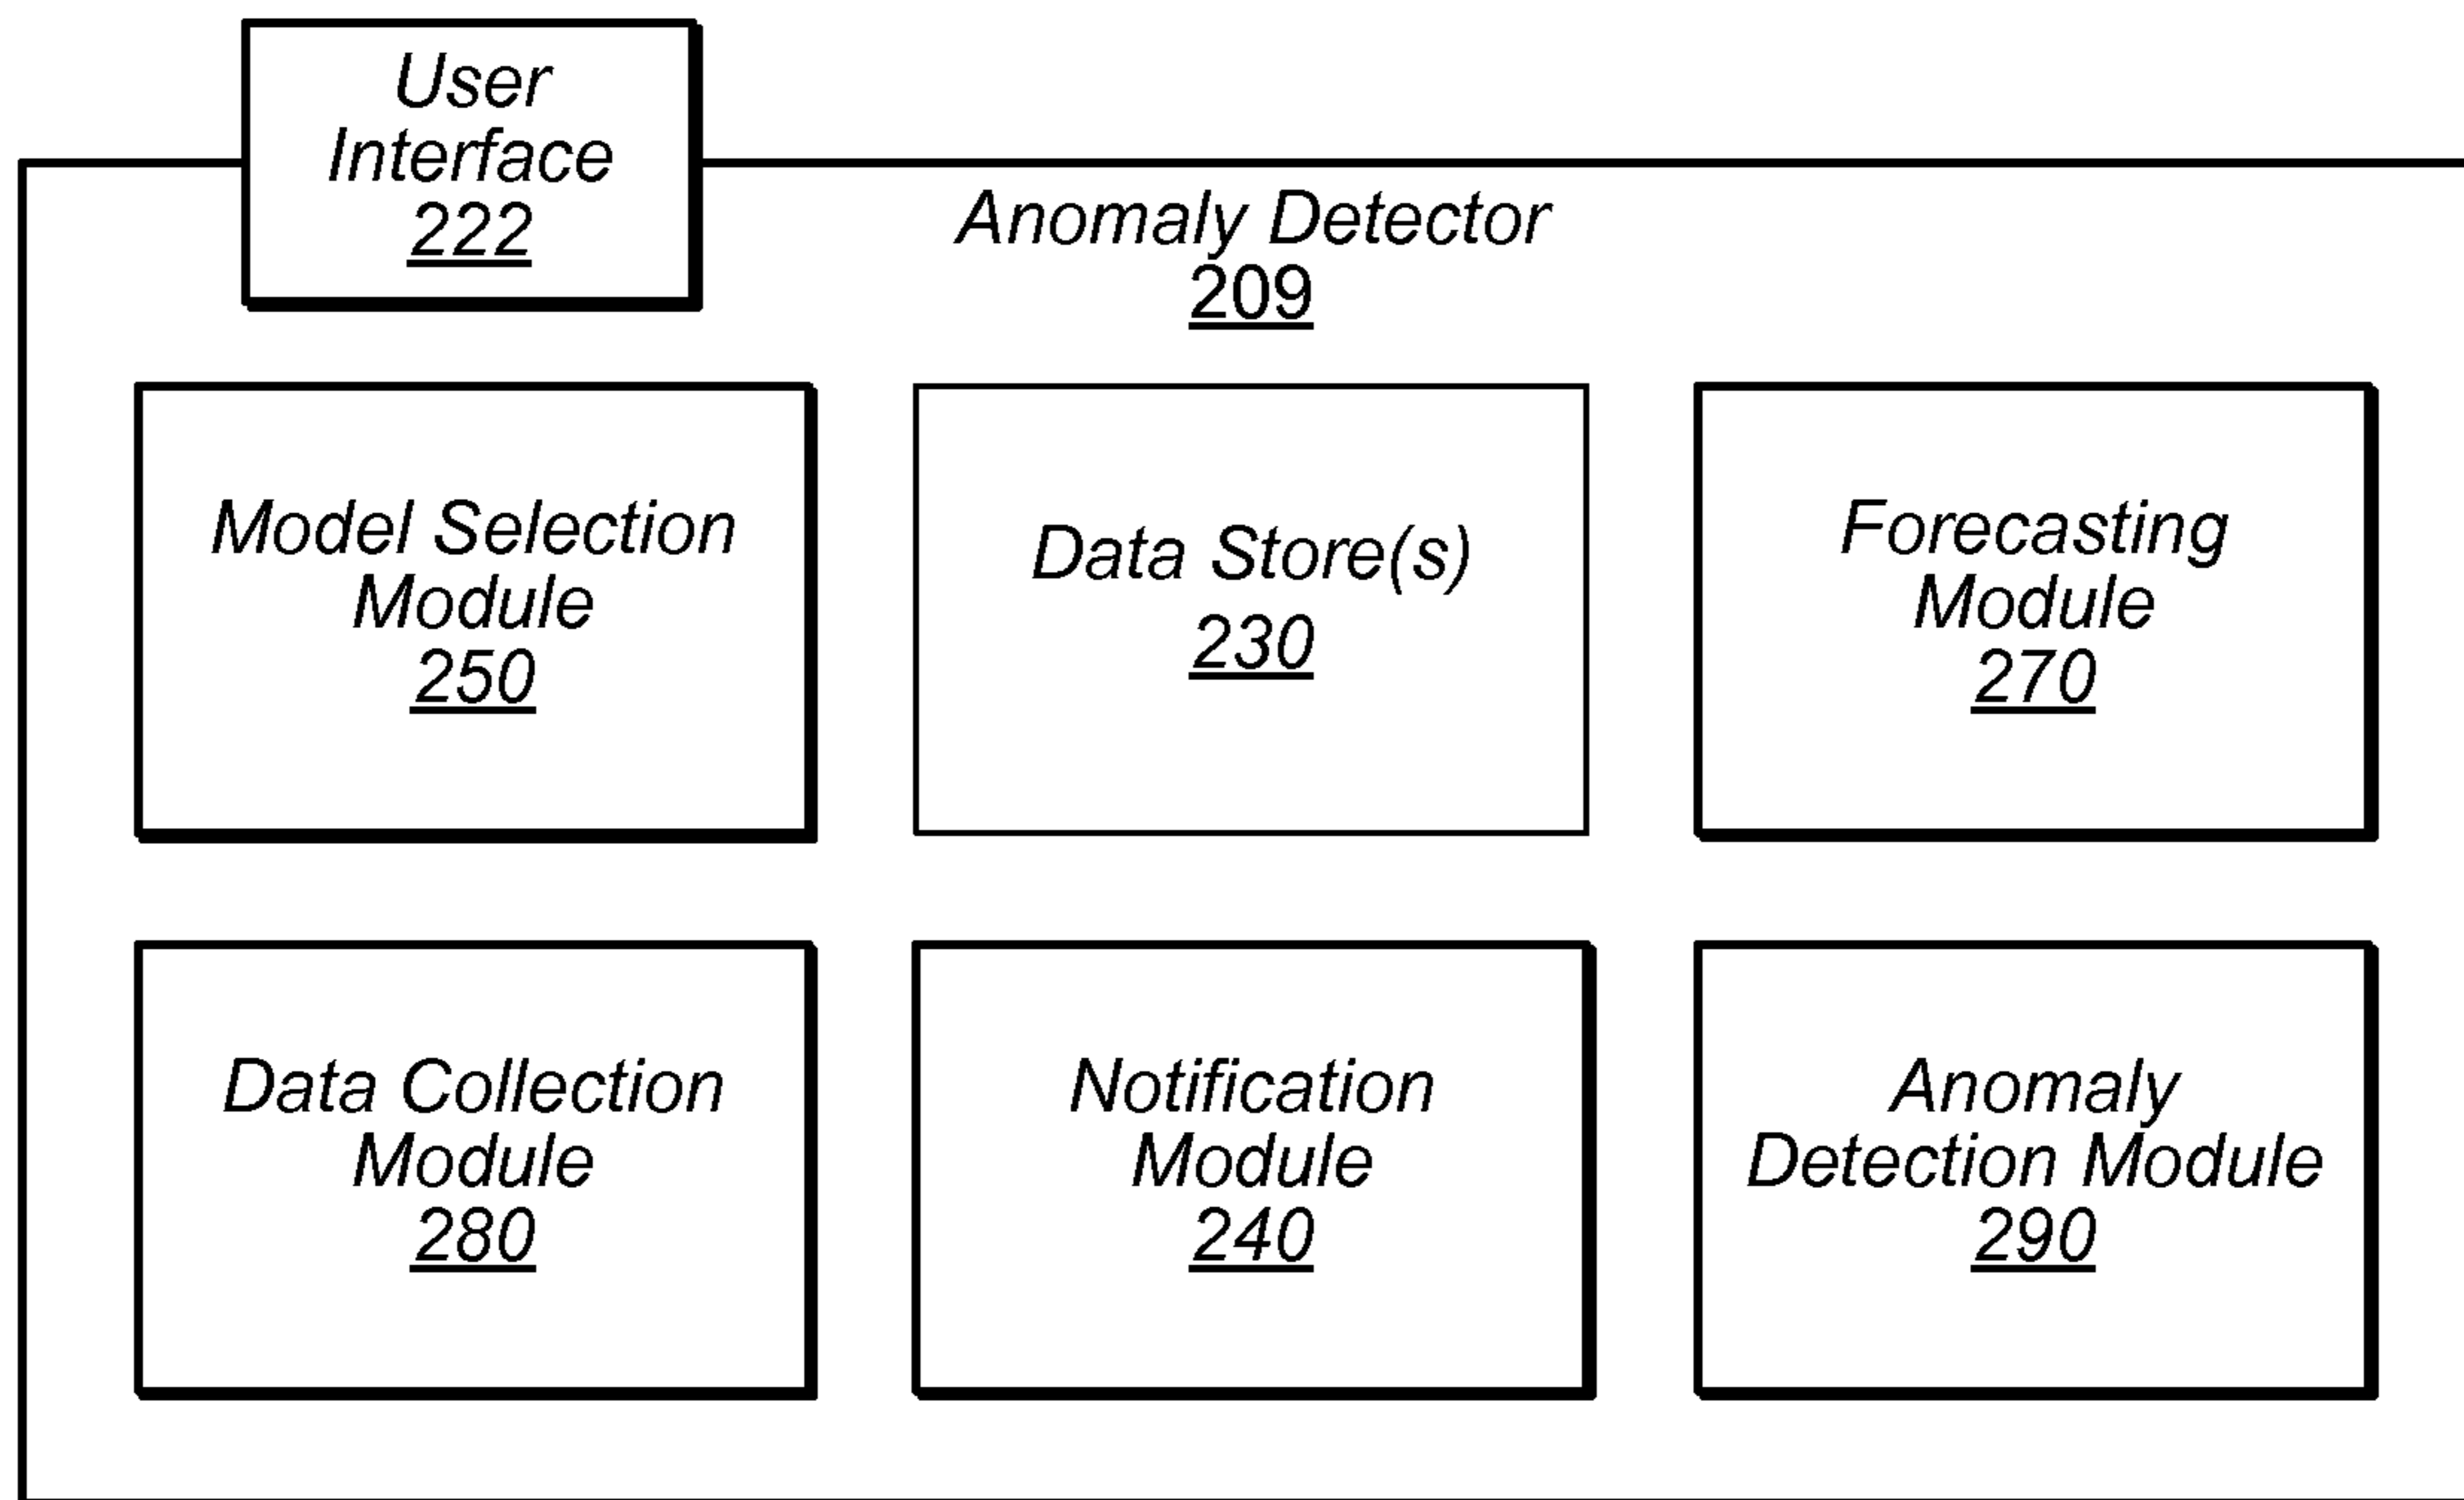 User
Interface
222
Anomaly Detector
209
Model Selection
Module
250
Data Store(s)
230
Forecasting
Module
270
Data Collection
Module
280
Notification
Module
240
Anomaly
Detection Module
290